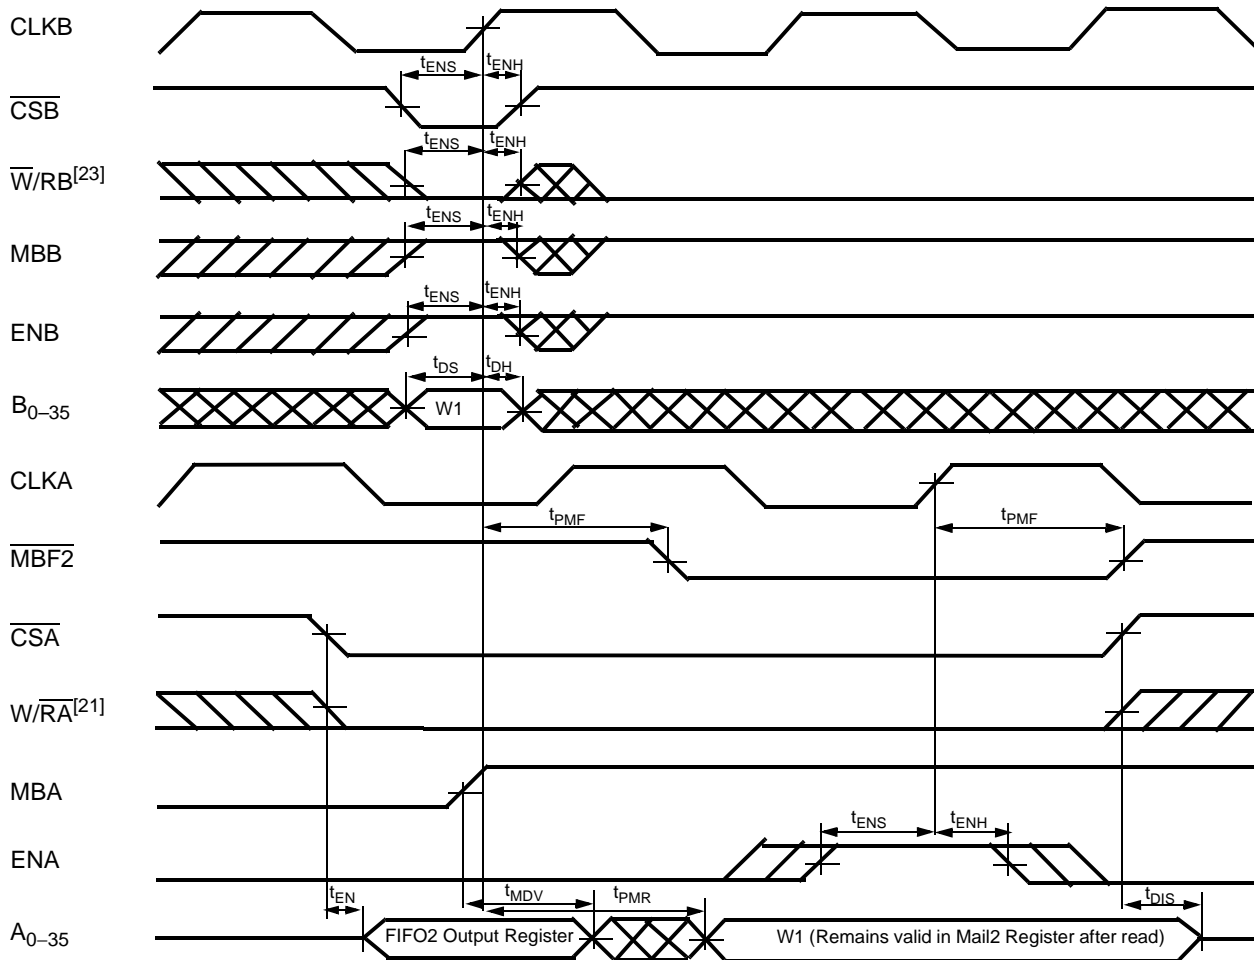 CLKB
tENS tENH
CSB
tENS tENH
W/RB[23]
tENS tENH
MBB
tENS tENH
ENB
tDS tDH
B0–35 W1
CLKA
tPMF tPMF
MBF2
CSA
W/RA[21]
MBA
tENS tENH
ENA
tEN tMDV tPMR tDIS
A0–35 FIFO2 Output Register W1 (Remains valid in Mail2 Register after read)